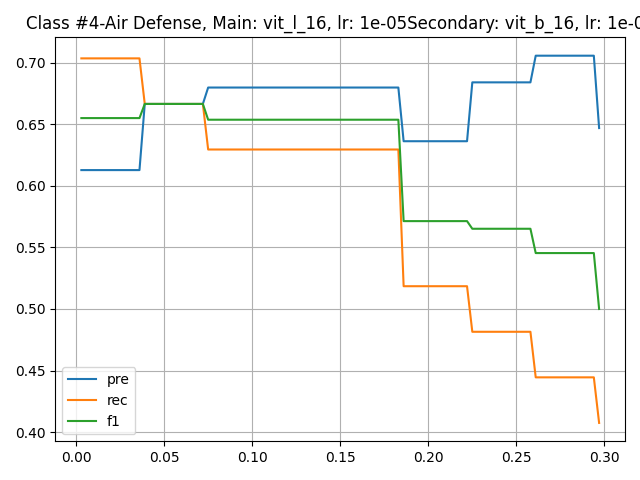 Class #4-Air Defense, Main: vit_l_16, lr: 1e-05Secondary: vit_b_16, lr: 1e-0
0.70
0.65
0.60
0.55
0.50
0.45
0.40
pre
rec
f1
0.00 0.05 0.10 0.15 0.20 0.25 0.30